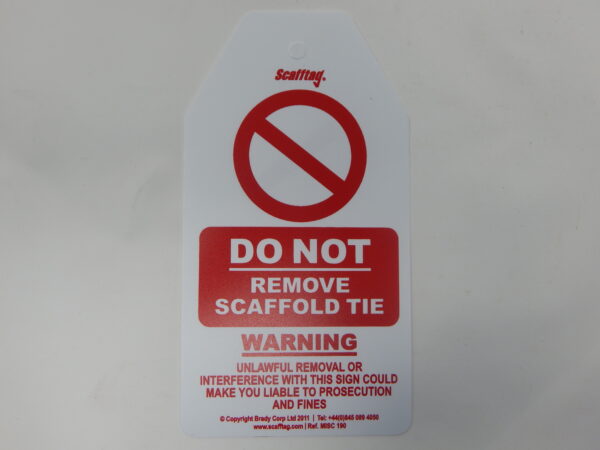 Scafftag.
DO NOT
REMOVE
SCAFFOLD TIE
WARNING
UNLAWFUL REMOVAL OR
INTERFERENCE WITH THIS SIGN COULD
MAKE YOU LIABLE TO PROSECUTION
AND FINES
© Copyright Brady Corp Ltd 2011 | Tel: +44(0)845 089 4050
www.scafftag.com | Ref. MISC 190